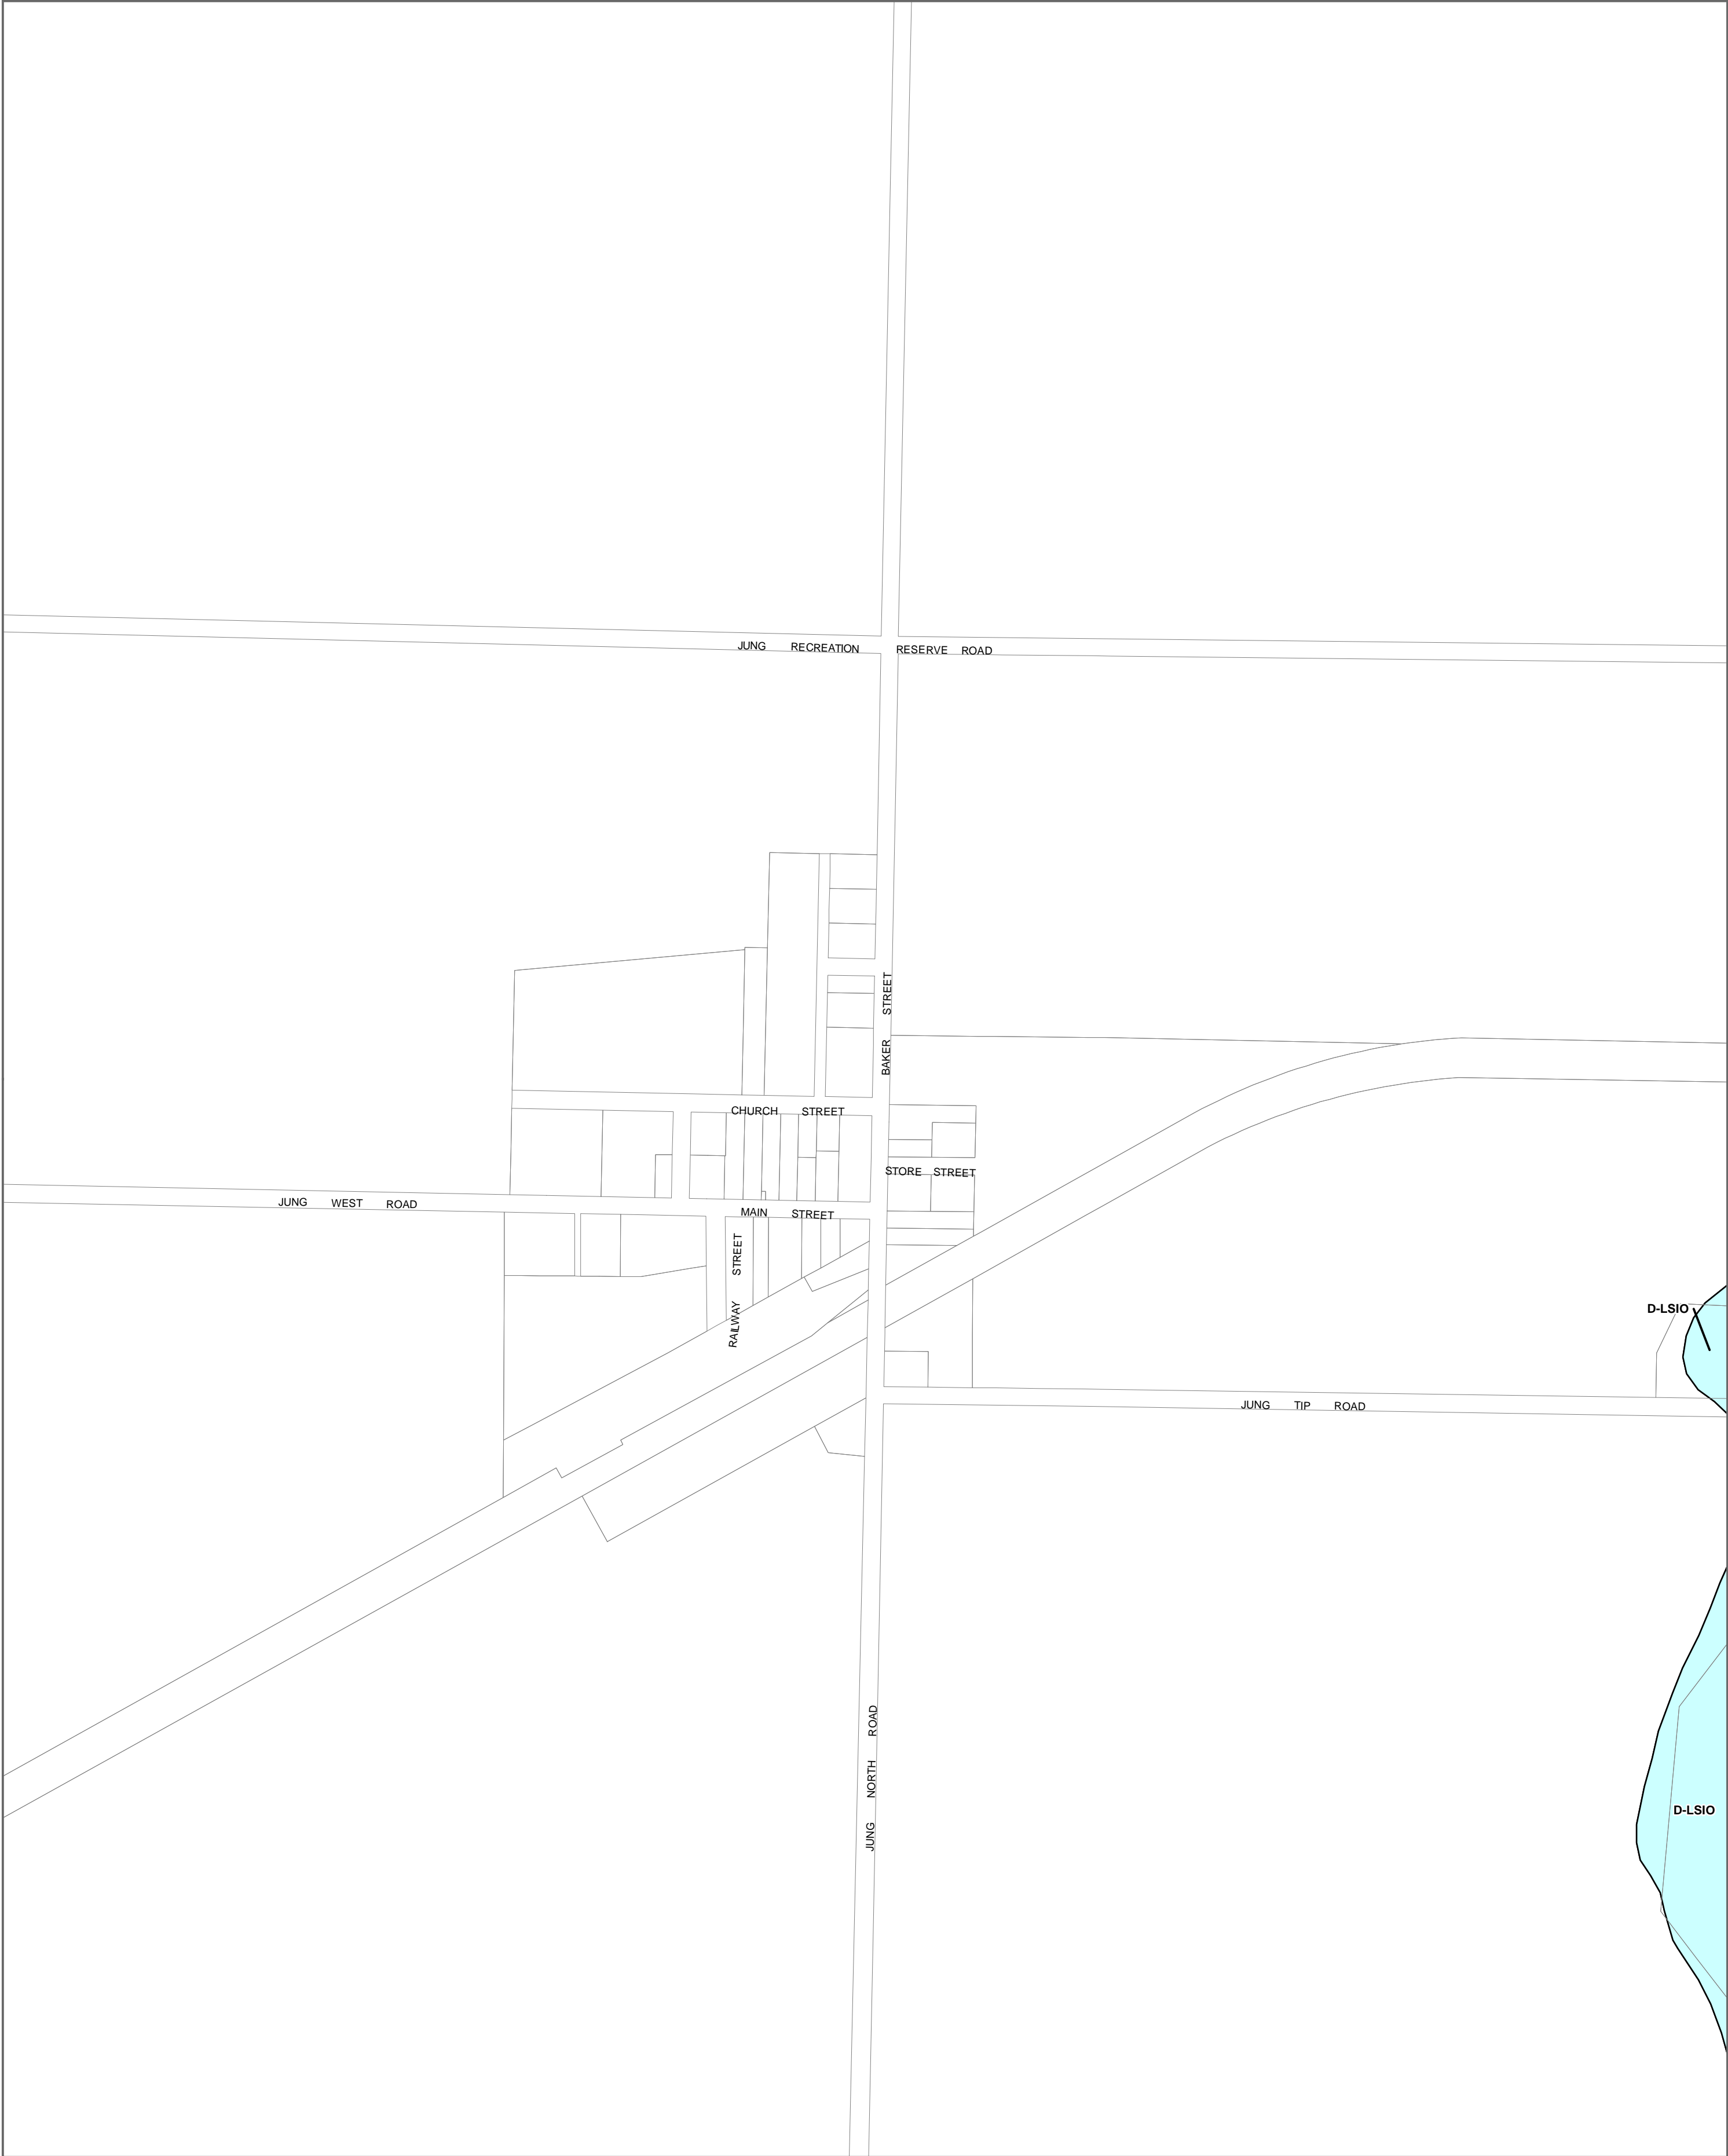 JUNG RECREATION RESERVE ROAD
BAKER STREET
CHURCH STREET
STORE STREET
JUNG WEST ROAD
MAIN STREET
RAILWAY STREET
D-LSIO
JUNG TIP ROAD
JUNG NORTH ROAD
D-LSIO